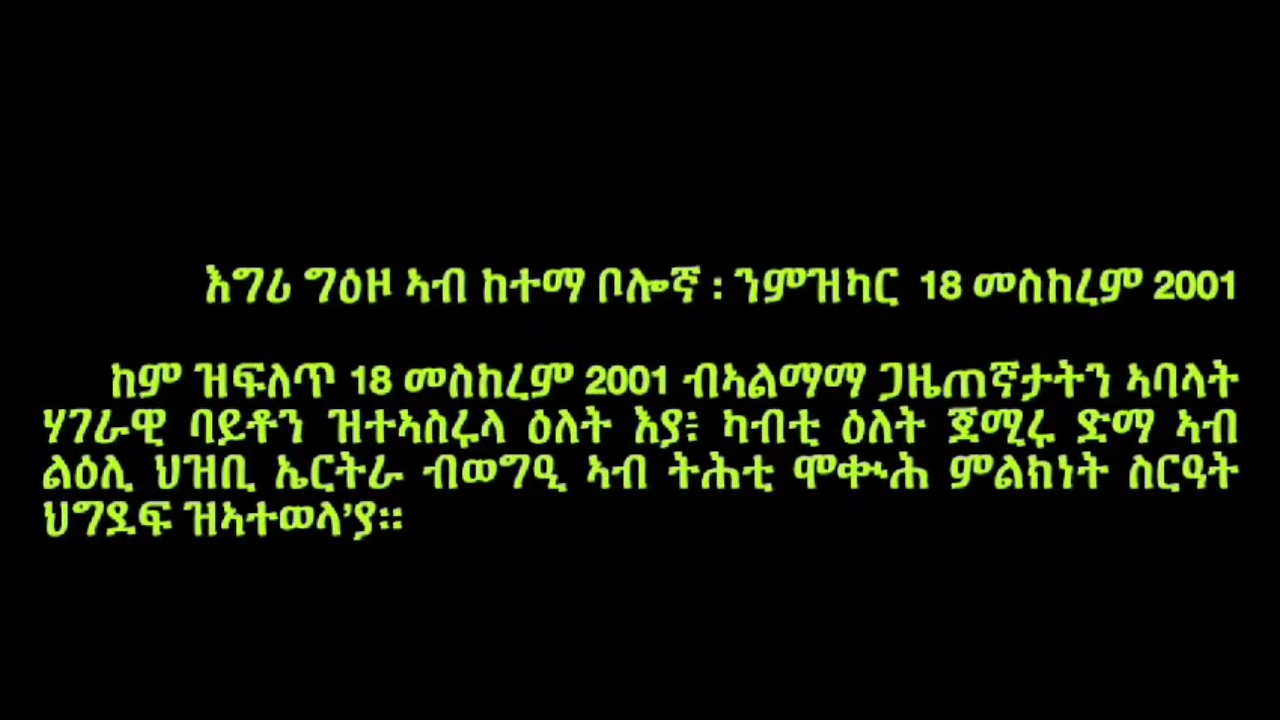 እግሪ ግዕዞ ኣብ ከተማ ቦሎኛ : ንምዝካር 18 መስከረም 2001
ከም ዝፍለጥ 18 መስከረም 2001 ብኣልማማ ጋዜጠኛታትን ኣባላት
ሃገራዊ ባይቶን ዝተኣስሩላ ዕለት እያ፡ ካብቲ ዕለት ጀሚሩ ድማ ኣብ
ልዕሊ ህዝቢ ኤርትራ ብወግዒ ኣብ ትሕቲ ሞቍሕ ምልክነት ስርዓት
ህግደፍ ዝኣተወላ’ያ።